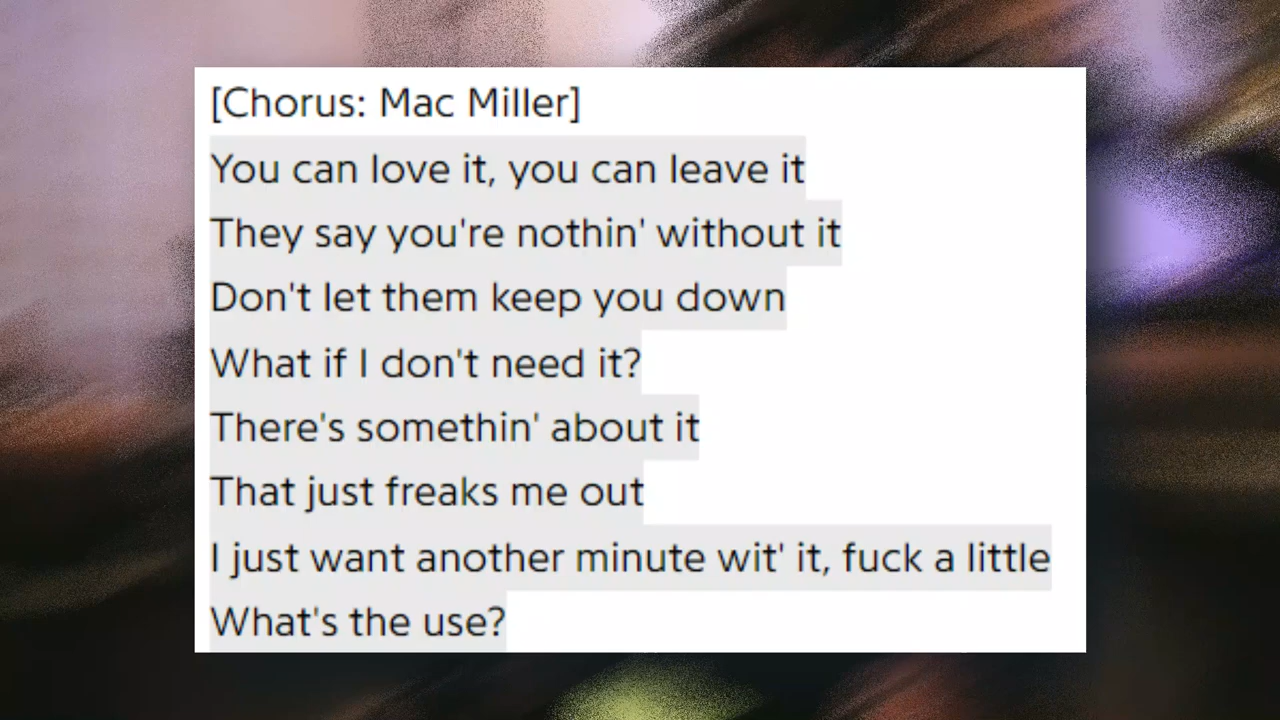 [Chorus: Mac Miller]
You can love it, you can leave it
They say you're nothin' without it
Don't let them keep you down
What if I don't need it?
There's somethin' about it
That just freaks me out
I just want another minute wit' it, fuck a little
What's the use?